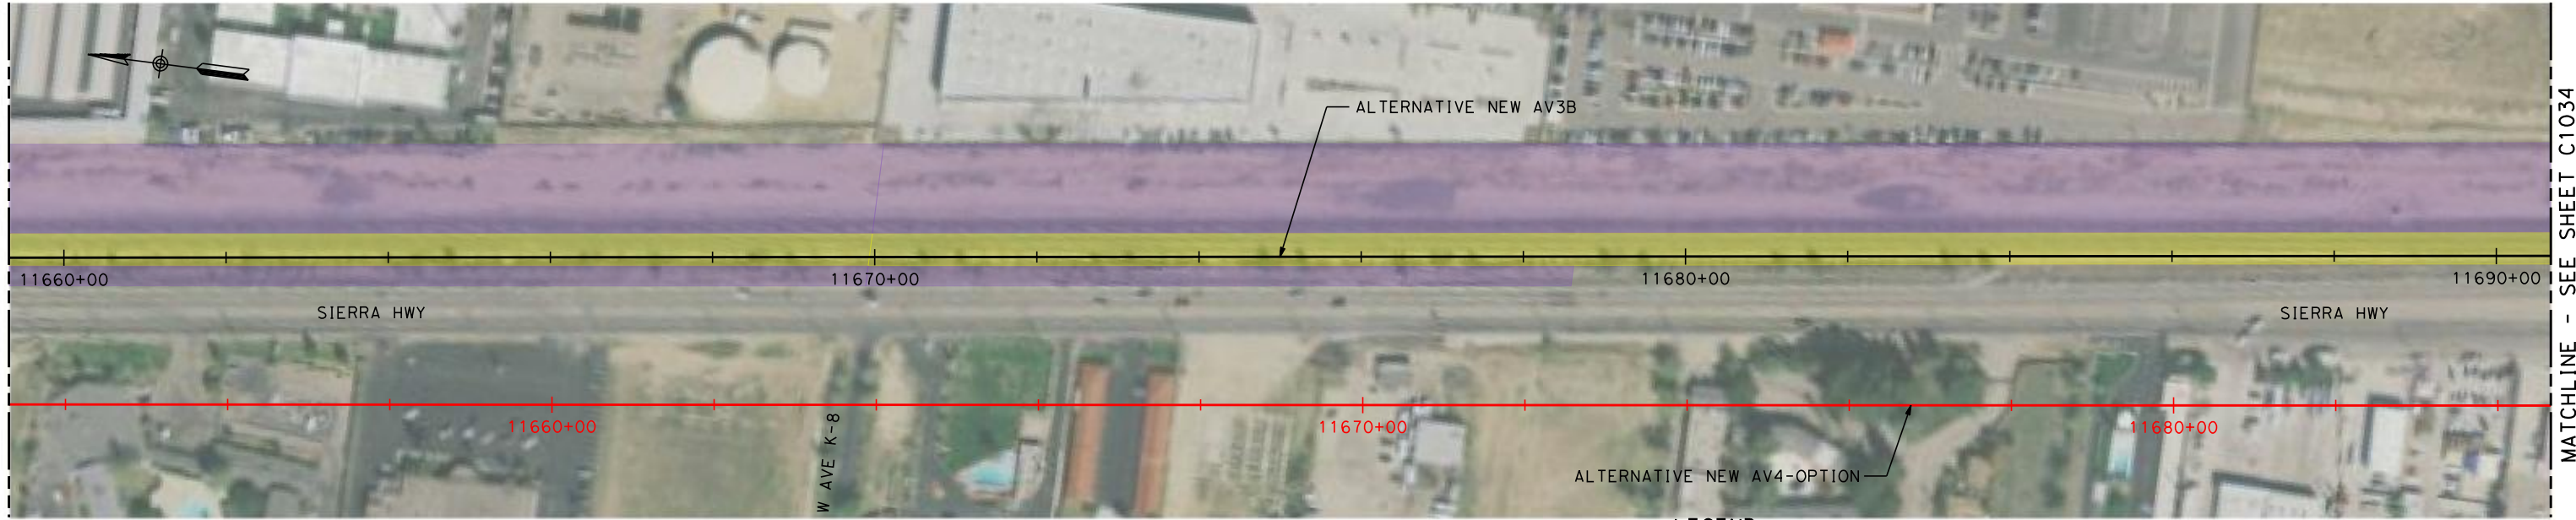 ALTERNATIVE NEW AV3B
11660+00
11670+00
11680+00
11690+00
SIERRA HWY
SIERRA HWY
11660+00
11670+00
11680+00
W AVE K-8
ALTERNATIVE NEW AV4-OPTION
MATCHLINE - SEE SHEET C1034